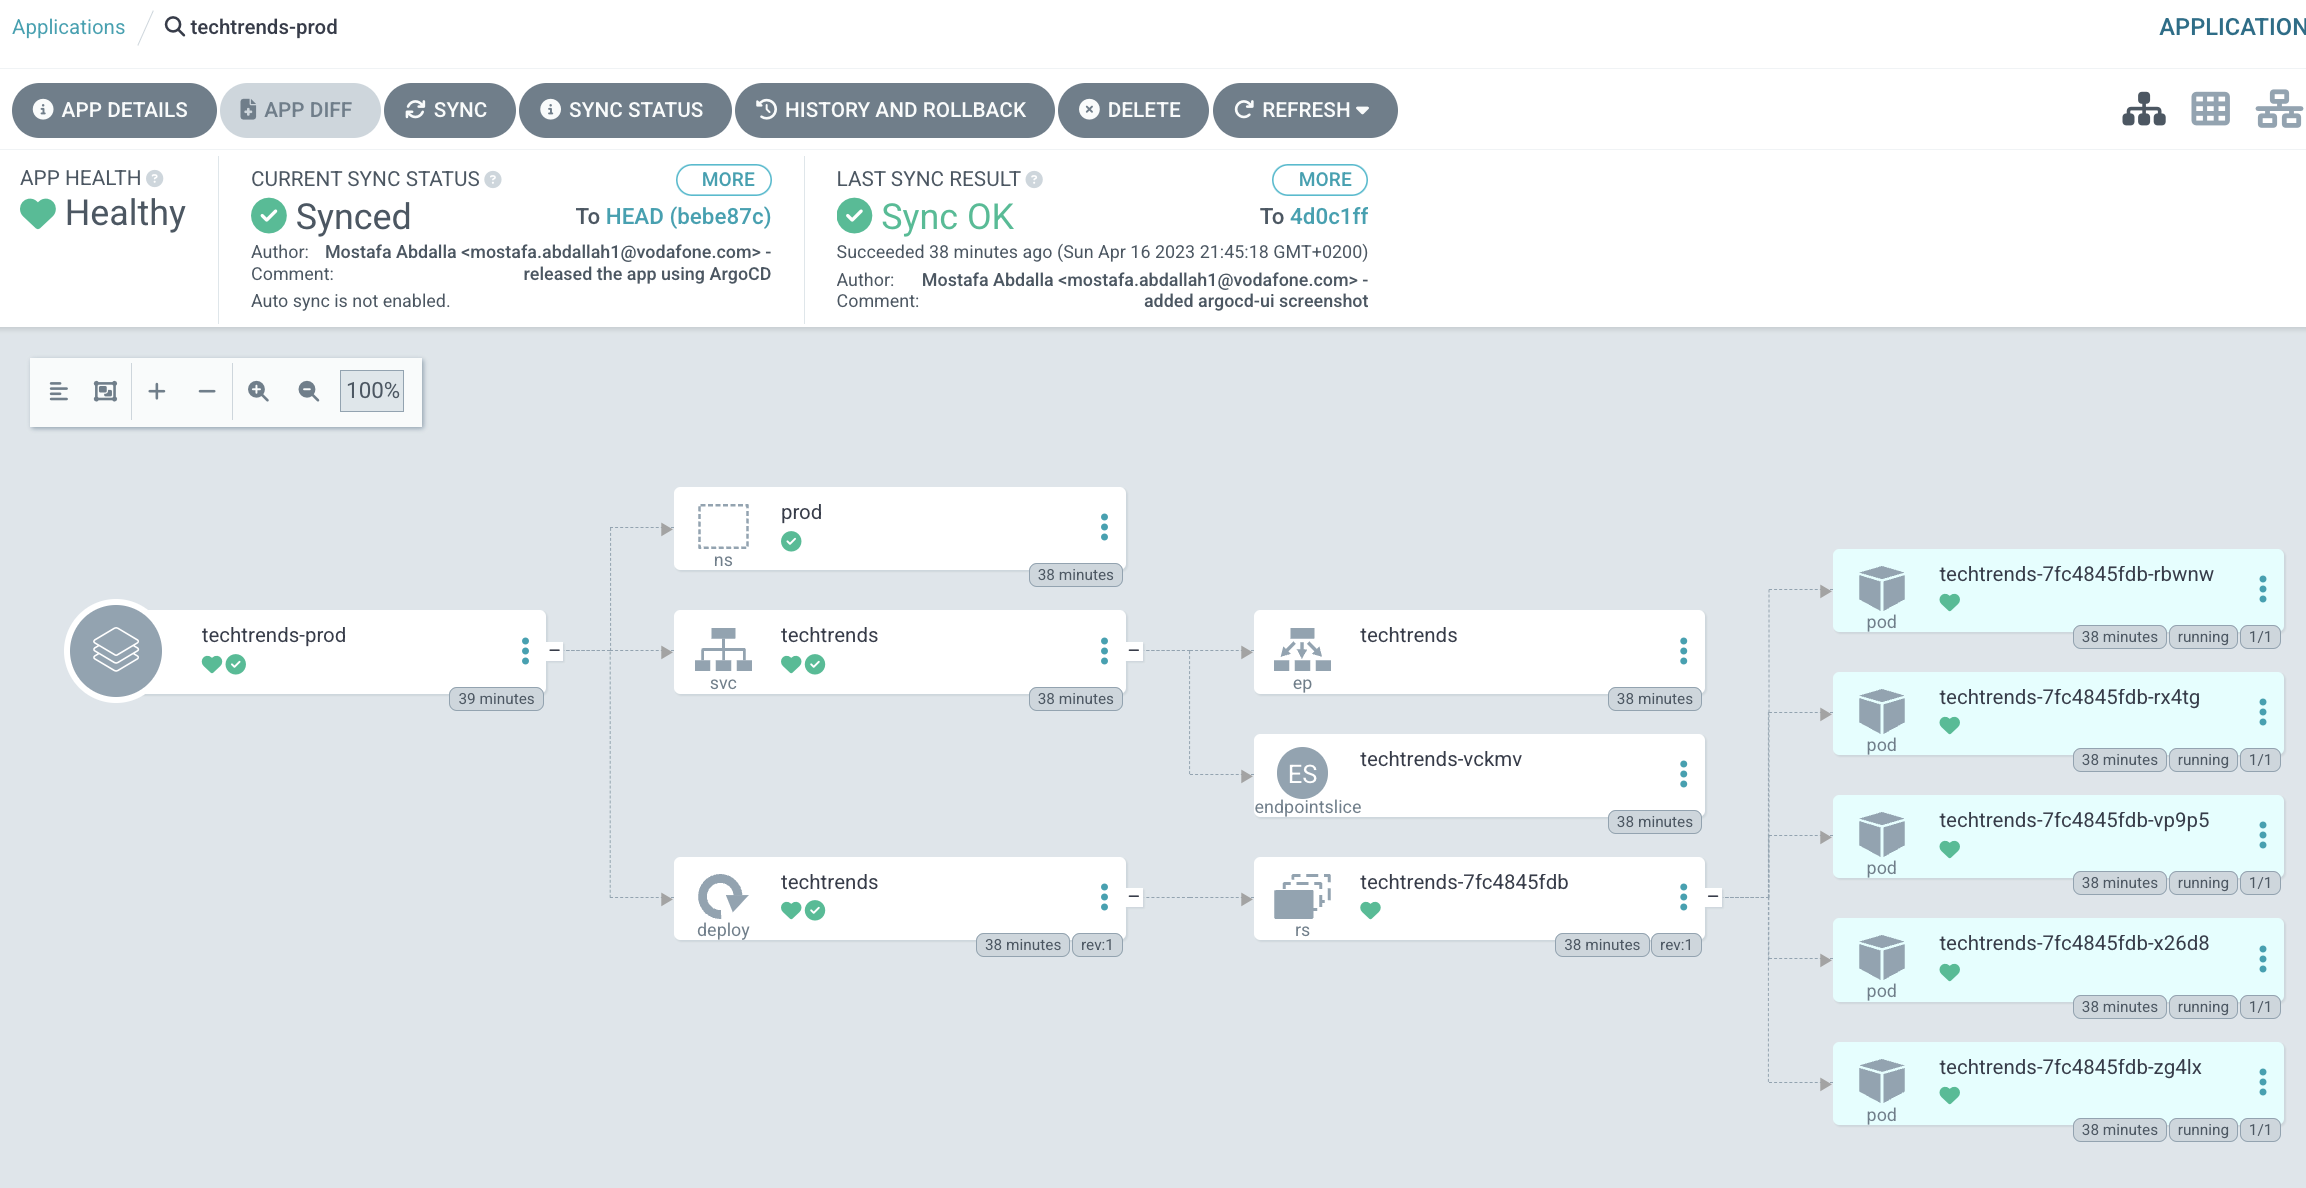 Applications / techtrends-prod
APPLICATION
APP DETAILS
APP DIFF
SYNC
SYNC STATUS
HISTORY AND ROLLBACK
DELETE
REFRESH
APP HEALTH
Healthy
CURRENT SYNC STATUS
MORE
Synced
To HEAD (bebe87c)
Author: Mostafa Abdalla <mostafa.abdallah1@vodafone.com> -
Comment: released the app using ArgoCD
Auto sync is not enabled.
LAST SYNC RESULT
MORE
Sync OK
To 4d0c1ff
Succeeded 38 minutes ago (Sun Apr 16 2023 21:45:18 GMT+0200)
Author: Mostafa Abdalla <mostafa.abdallah1@vodafone.com> -
Comment: added argocd-ui screenshot
100%
techtrends-prod
39 minutes
prod
ns
38 minutes
techtrends
svc
38 minutes
techtrends
deploy
38 minutes rev:1
techtrends
ep
38 minutes
ES
techtrends-vckmv
endpointslice
38 minutes
techtrends-7fc4845fdb
rs
38 minutes rev:1
techtrends-7fc4845fdb-rbwnw
pod
38 minutes running 1/1
techtrends-7fc4845fdb-rx4tg
pod
38 minutes running 1/1
techtrends-7fc4845fdb-vp9p5
pod
38 minutes running 1/1
techtrends-7fc4845fdb-x26d8
pod
38 minutes running 1/1
techtrends-7fc4845fdb-zg4lx
pod
38 minutes running 1/1